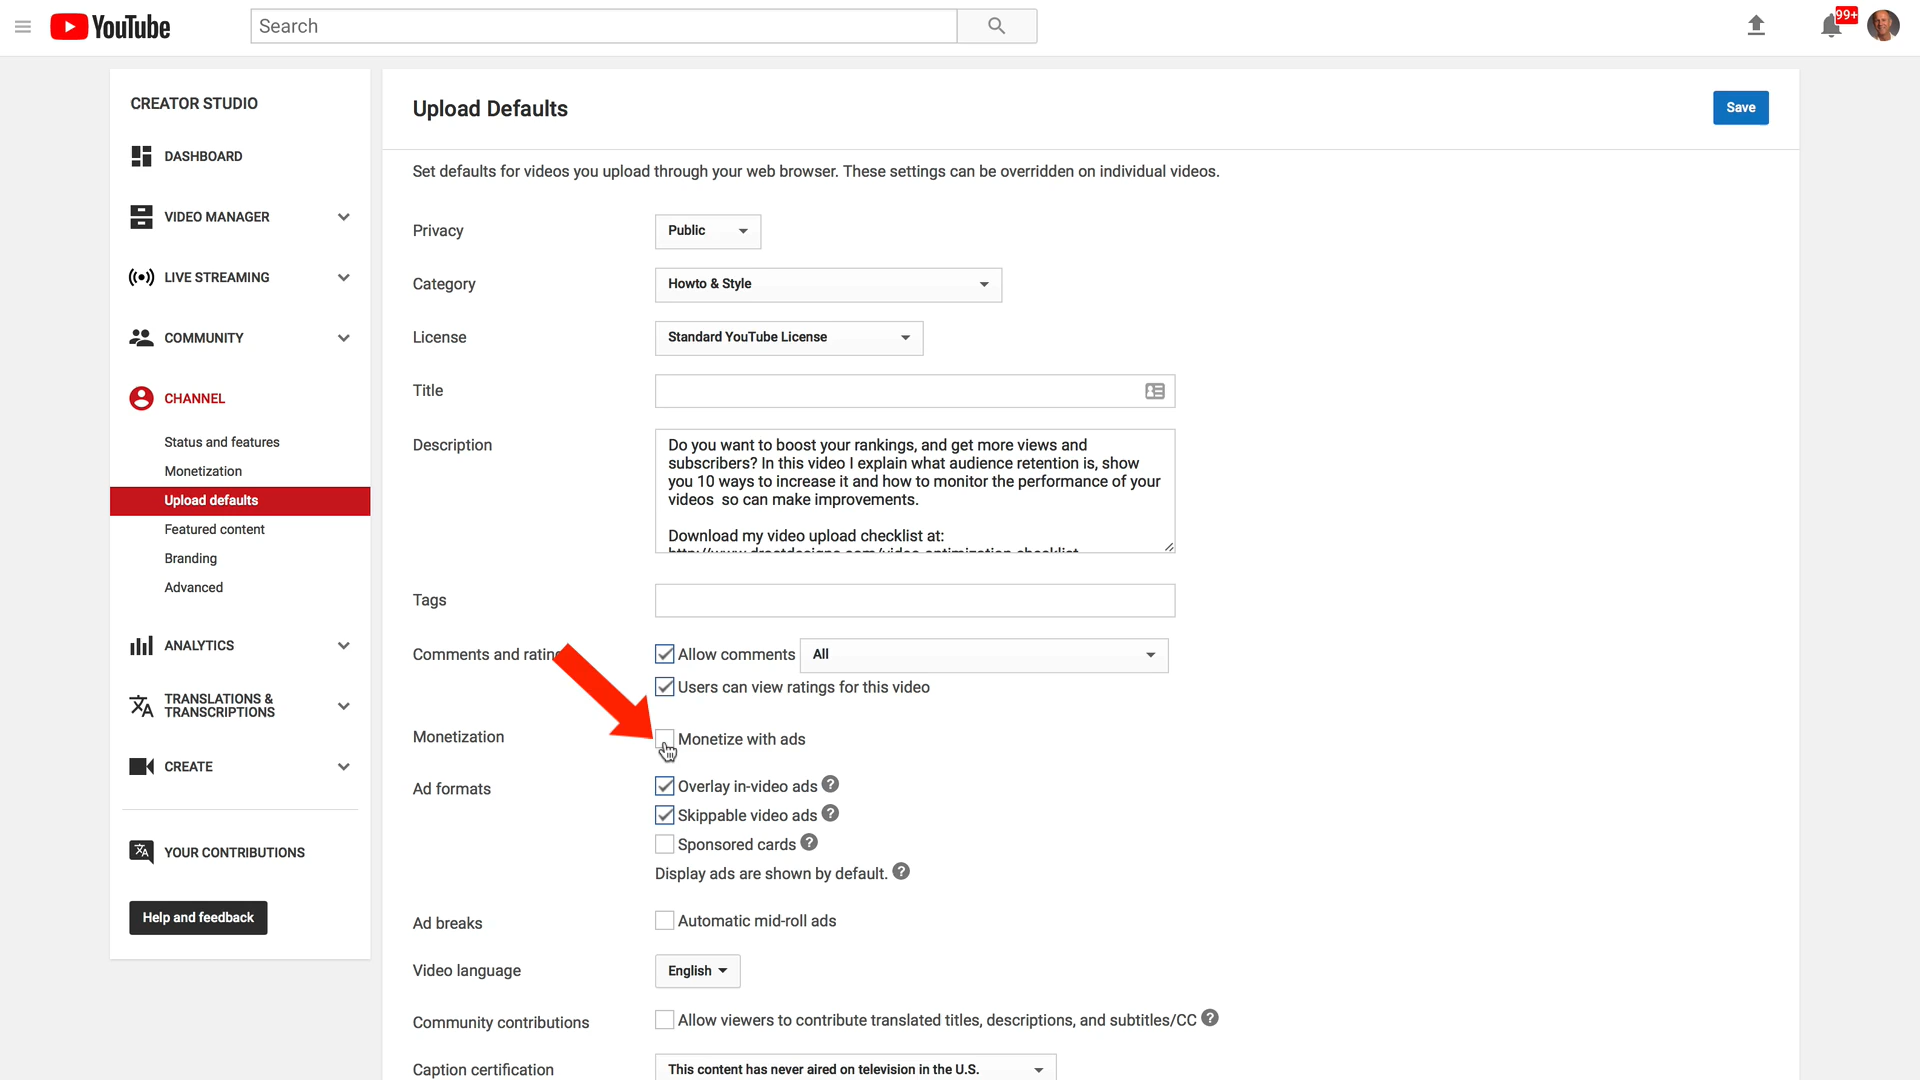 YouTube
Search
99+
CREATOR STUDIO
DASHBOARD
VIDEO MANAGER
LIVE STREAMING
COMMUNITY
CHANNEL
Status and features
Monetization
Upload defaults
Featured content
Branding
Advanced
ANALYTICS
TRANSLATIONS &
TRANSCRIPTIONS
CREATE
YOUR CONTRIBUTIONS
Help and feedback
Upload Defaults
Save
Set defaults for videos you upload through your web browser. These settings can be overridden on individual videos.
Privacy
Public
Category
Howto & Style
License
Standard YouTube License
Title
Description
Do you want to boost your rankings, and get more views and
subscribers? In this video I explain what audience retention is, show
you 10 ways to increase it and how to monitor the performance of your
videos so can make improvements.
Download my video upload checklist at:
Tags
Comments and
Allow comments
All
Users can view ratings for this video
Monetization
Monetize with ads
Ad formats
Overlay in-video ads ?
Skippable video ads ?
Sponsored cards ?
Display ads are shown by default. ?
Ad breaks
Automatic mid-roll ads
Video language
English
Community contributions
Allow viewers to contribute translated titles, descriptions, and subtitles/CC ?
Caption certification
This content has never aired on television in the U.S.